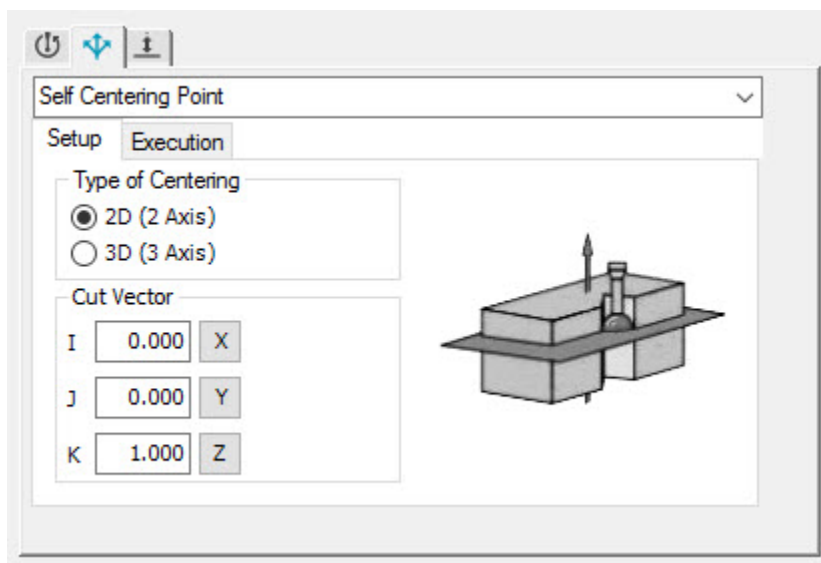 Self Centering Point
Setup Execution
Type of Centering
2D (2 Axis)
3D (3 Axis)
Cut Vector
I 0.000 X
J 0.000 Y
K 1.000 Z